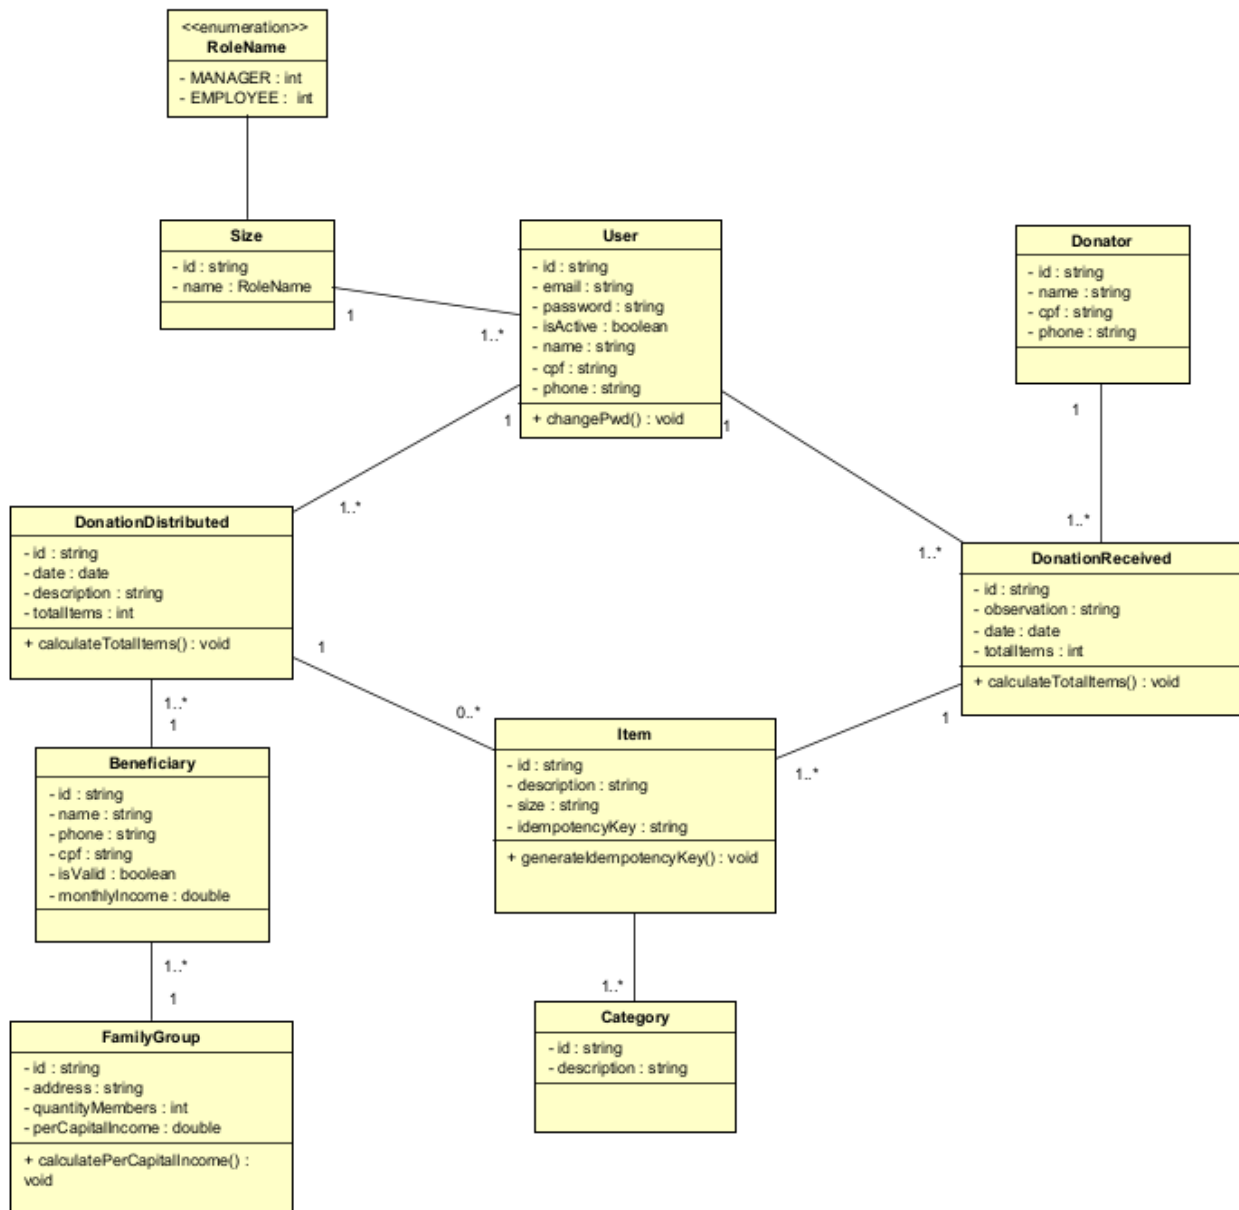 <<enumeration>>
RoleName
- MANAGER : int
- EMPLOYEE : int
Size
- id : string
- name : RoleName
1
1..*
User
- id : string
- email : string
- password : string
- isActive : boolean
- name : string
- cpf : string
- phone : string
+ changePwd() : void
1
1
Donator
- id : string
- name : string
- cpf : string
- phone : string
1
1..*
1..*
1..*
DonationDistributed
- id : string
- date : date
- description : string
- totalItems : int
+ calculateTotalItems() : void
1
1..*
1
DonationReceived
- id : string
- observation : string
- date : date
- totalItems : int
+ calculateTotalItems() : void
1
0..*
1..*
Item
- id : string
- description : string
- size : string
- idempotencyKey : string
+ generateIdempotencyKey() : void
Beneficiary
- id : string
- name : string
- phone : string
- cpf : string
- isValid : boolean
- monthlyIncome : double
1..*
1
1..*
Category
- id : string
- description : string
FamilyGroup
- id : string
- address : string
- quantityMembers : int
- perCapitalIncome : double
+ calculatePerCapitalIncome() :
void